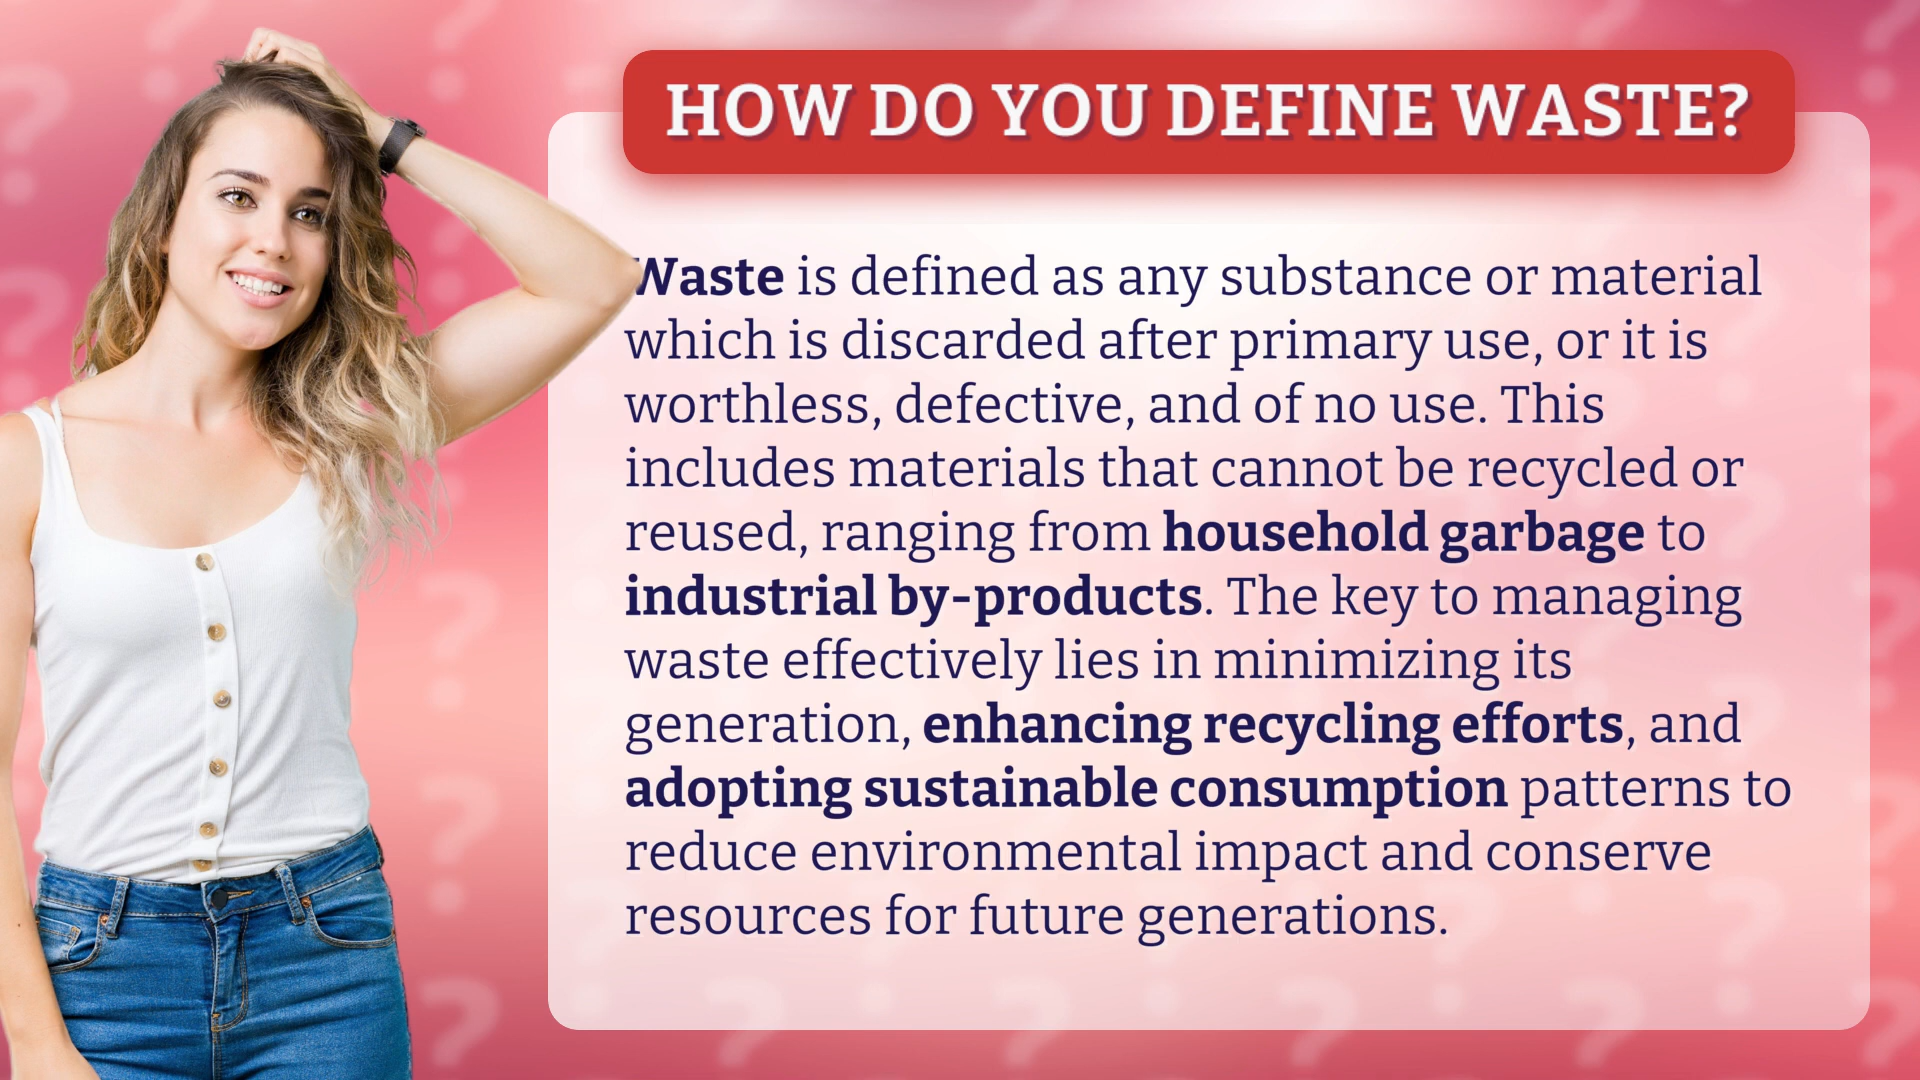 HOW DO YOU DEFINE WASTE?
Waste is defined as any substance or material
which is discarded after primary use, or it is
worthless, defective, and of no use. This
includes materials that cannot be recycled or
reused, ranging from household garbage to
industrial by-products. The key to managing
waste effectively lies in minimizing its
generation, enhancing recycling efforts, and
adopting sustainable consumption patterns to
reduce environmental impact and conserve
resources for future generations.